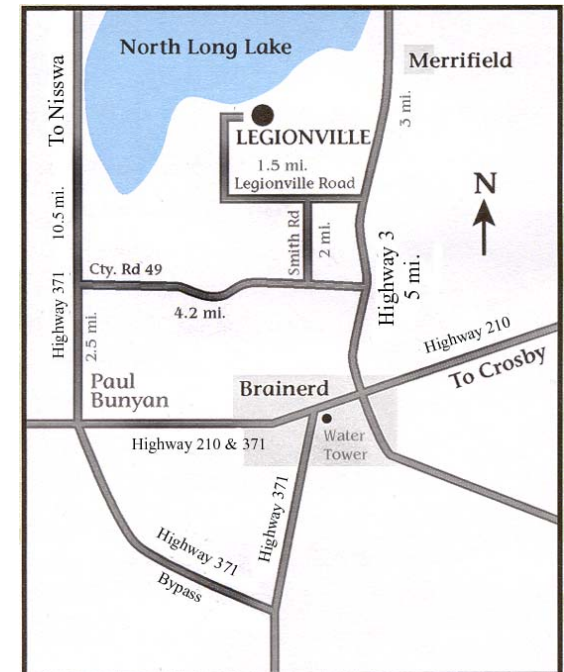 North Long Lake
Merrifield
To Nisswa
3 mi.
LEGIONVILLE
1.5 mi.
Legionville Road
N
10.5 mi.
Smith Rd
2 mi.
Highway 3
5 mi.
Cty. Rd 49
4.2 mi.
Highway 371
2.5 mi.
Highway 210
To Crosby
Paul
Bunyan
Brainerd
Water
Tower
Highway 210 & 371
Highway 371
Highway 371
Bypass